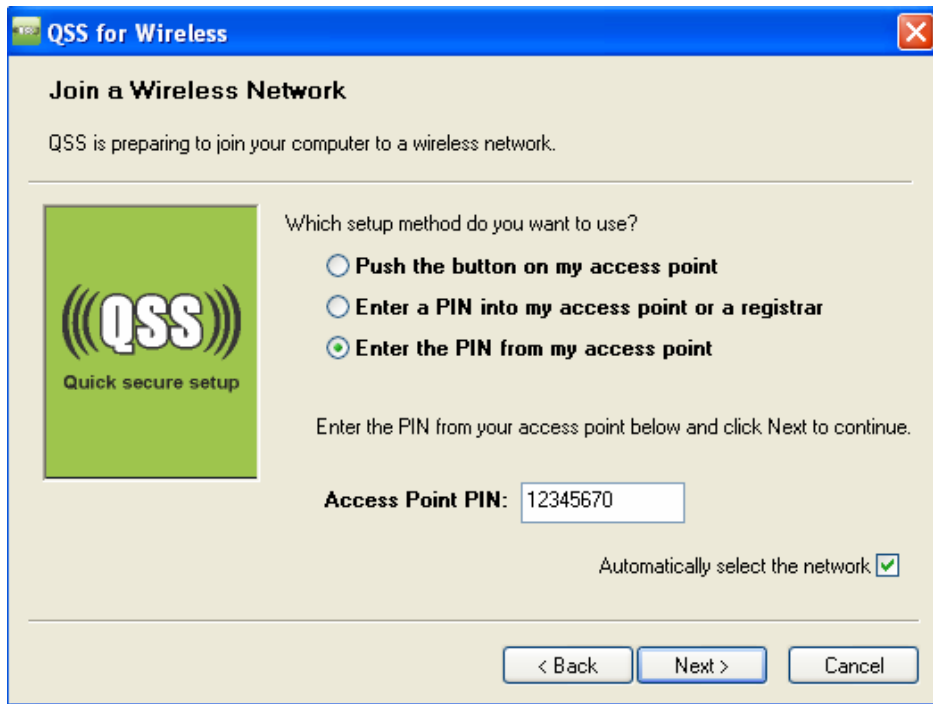 QSS for Wireless
Join a Wireless Network
QSS is preparing to join your computer to a wireless network.
Which setup method do you want to use?
Push the button on my access point
Enter a PIN into my access point or a registrar
Enter the PIN from my access point
(((QSS)))
Quick secure setup
Enter the PIN from your access point below and click Next to continue.
Access Point PIN: 12345670
Automatically select the network
< Back Next > Cancel